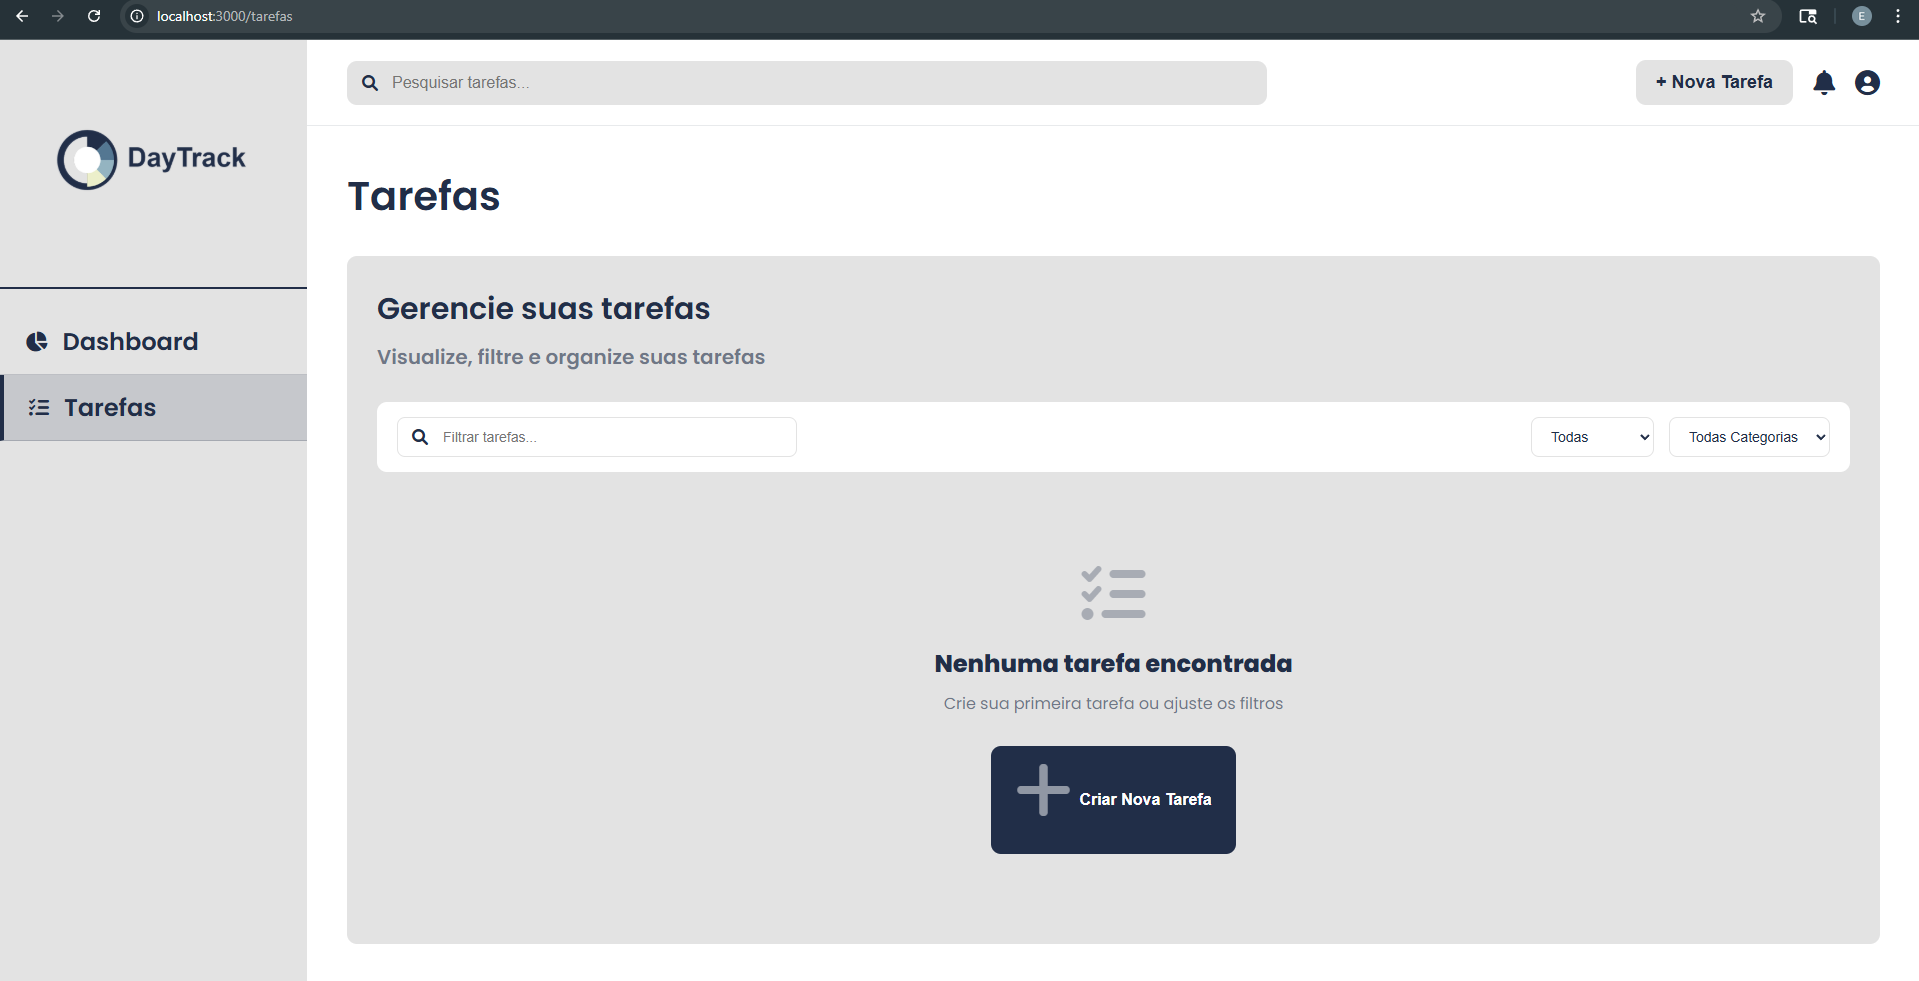 localhost:3000/tarefas
E
Pesquisar tarefas...
+ Nova Tarefa
DayTrack
Tarefas
Gerencie suas tarefas
Visualize, filtre e organize suas tarefas
Dashboard
Tarefas
Filtrar tarefas...
Todas
Todas Categorias
Nenhuma tarefa encontrada
Crie sua primeira tarefa ou ajuste os filtros
Criar Nova Tarefa